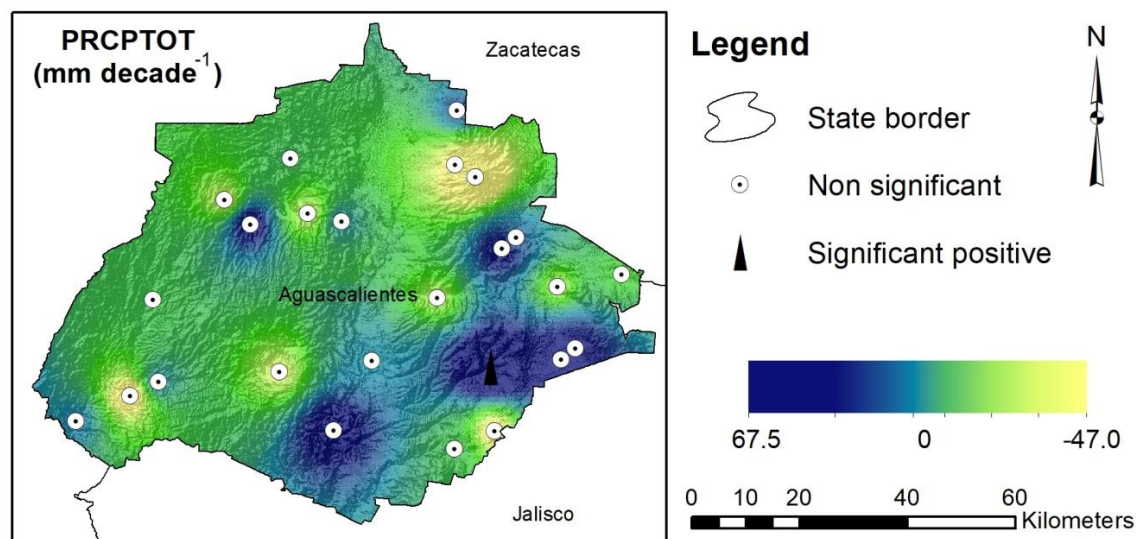 PRCPTOT
(mm decade⁻¹)
Zacatecas
Aguascalientes
Jalisco
Legend
N
State border
Non significant
Significant positive
67.5 0 -47.0
0 10 20 40 60
Kilometers